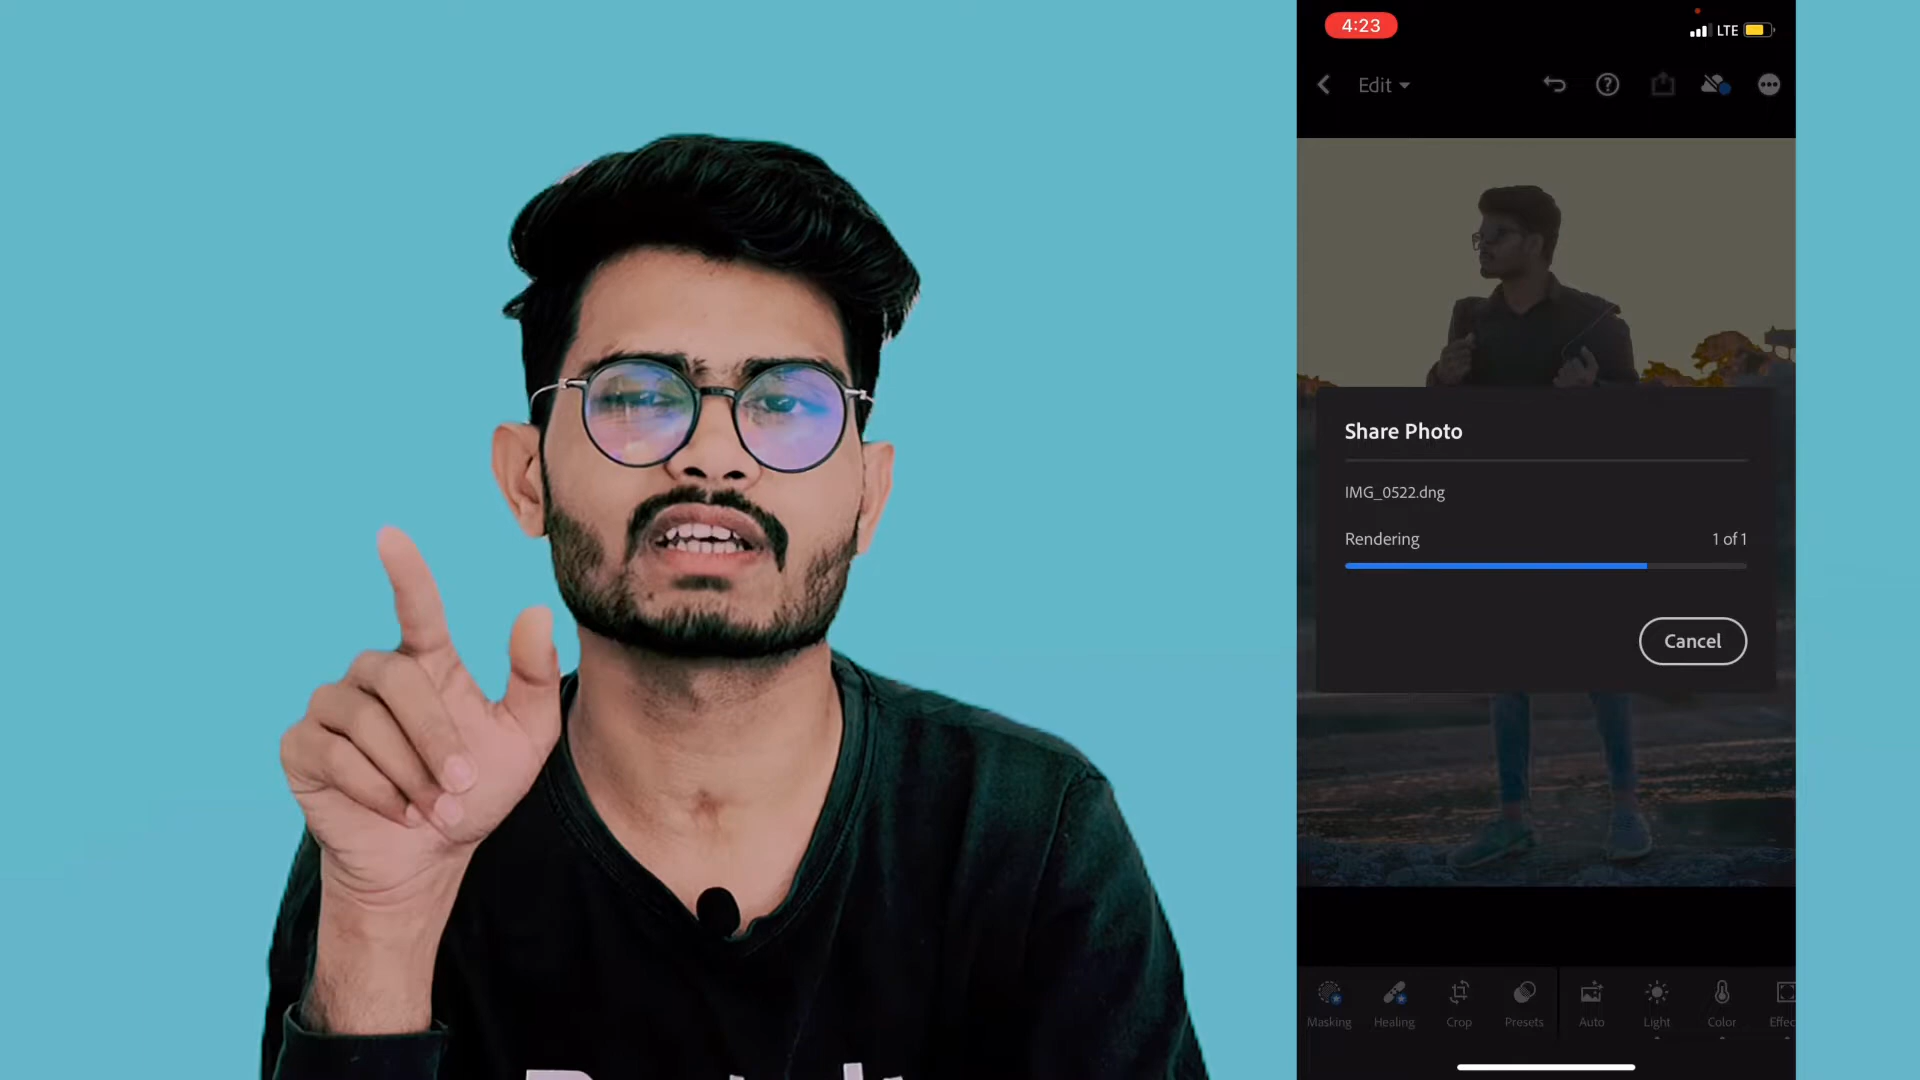 4:23
LTE
Edit
Share Photo
IMG_0522.dng
Rendering 1 of 1
Cancel
Masking Healing Crop Presets Auto Light Color Effec